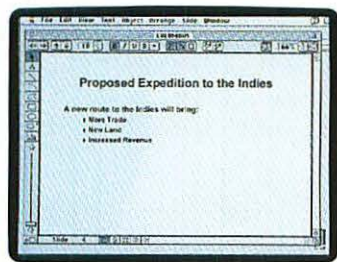 File Edit View Text Object Arrange Slide Window
Proposed Expedition to the Indies
A new route to the Indies will bring:
More Trade
New Land
Increased Revenue
Slide 4